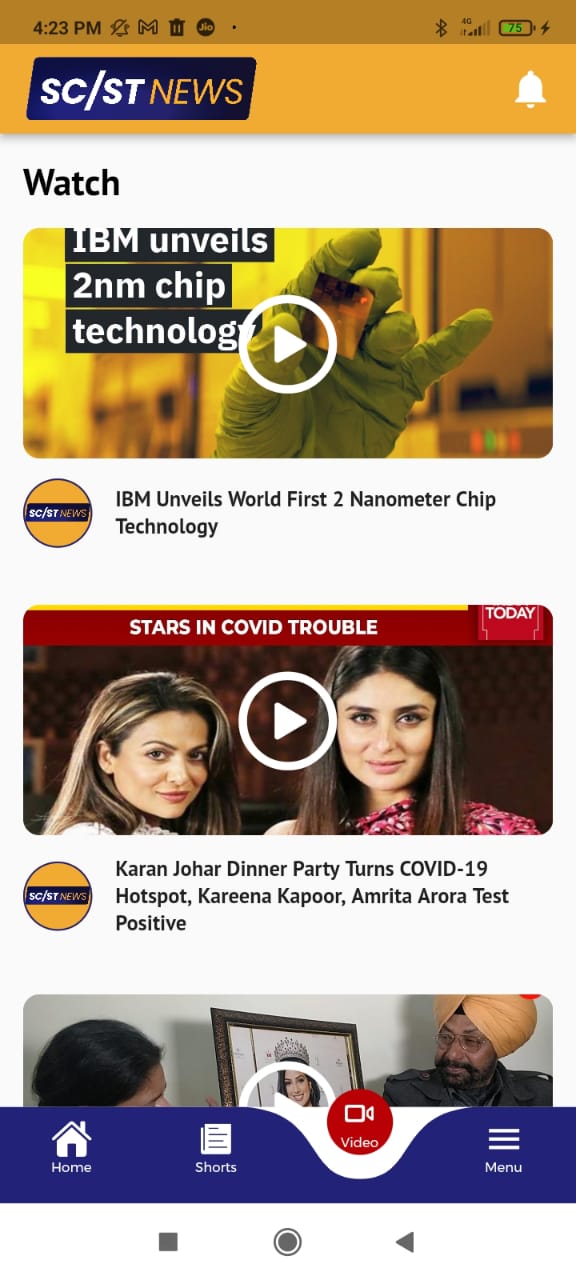 4:23 PM
Jio
4G
75
SC/ST NEWS
Watch
IBM unveils
2nm chip
technology
SC/ST NEWS
IBM Unveils World First 2 Nanometer Chip
Technology
TODAY
STARS IN COVID TROUBLE
SC/ST NEWS
Karan Johar Dinner Party Turns COVID-19
Hotspot, Kareena Kapoor, Amrita Arora Test
Positive
Home
Shorts
Video
Menu